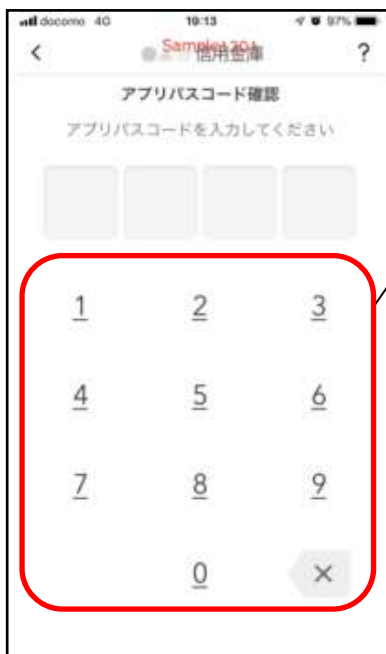 docomo 4G 19:13 97%
< Sample1201 信用金庫 ?
アプリパスコード確認
アプリパスコードを入力してください
1 2 3
4 5 6
7 8 9
0 ×